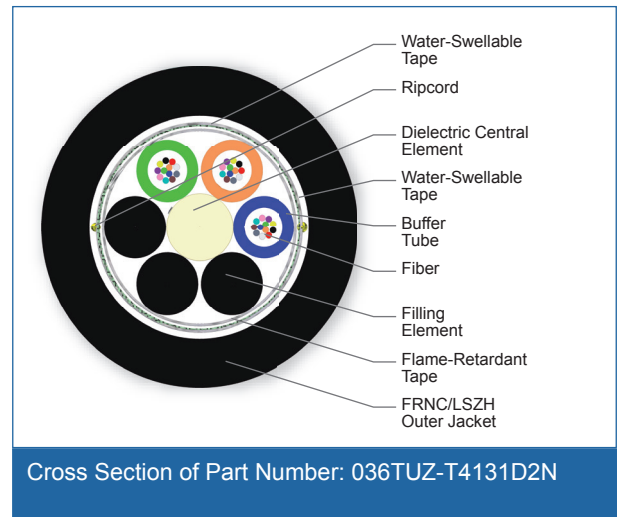 Water-Swellable
Tape
Ripcord
Dielectric Central
Element
Water-Swellable
Tape
Buffer
Tube
Fiber
Filling
Element
Flame-Retardant
Tape
FRNC/LSZH
Outer Jacket
Cross Section of Part Number: 036TUZ-T4131D2N